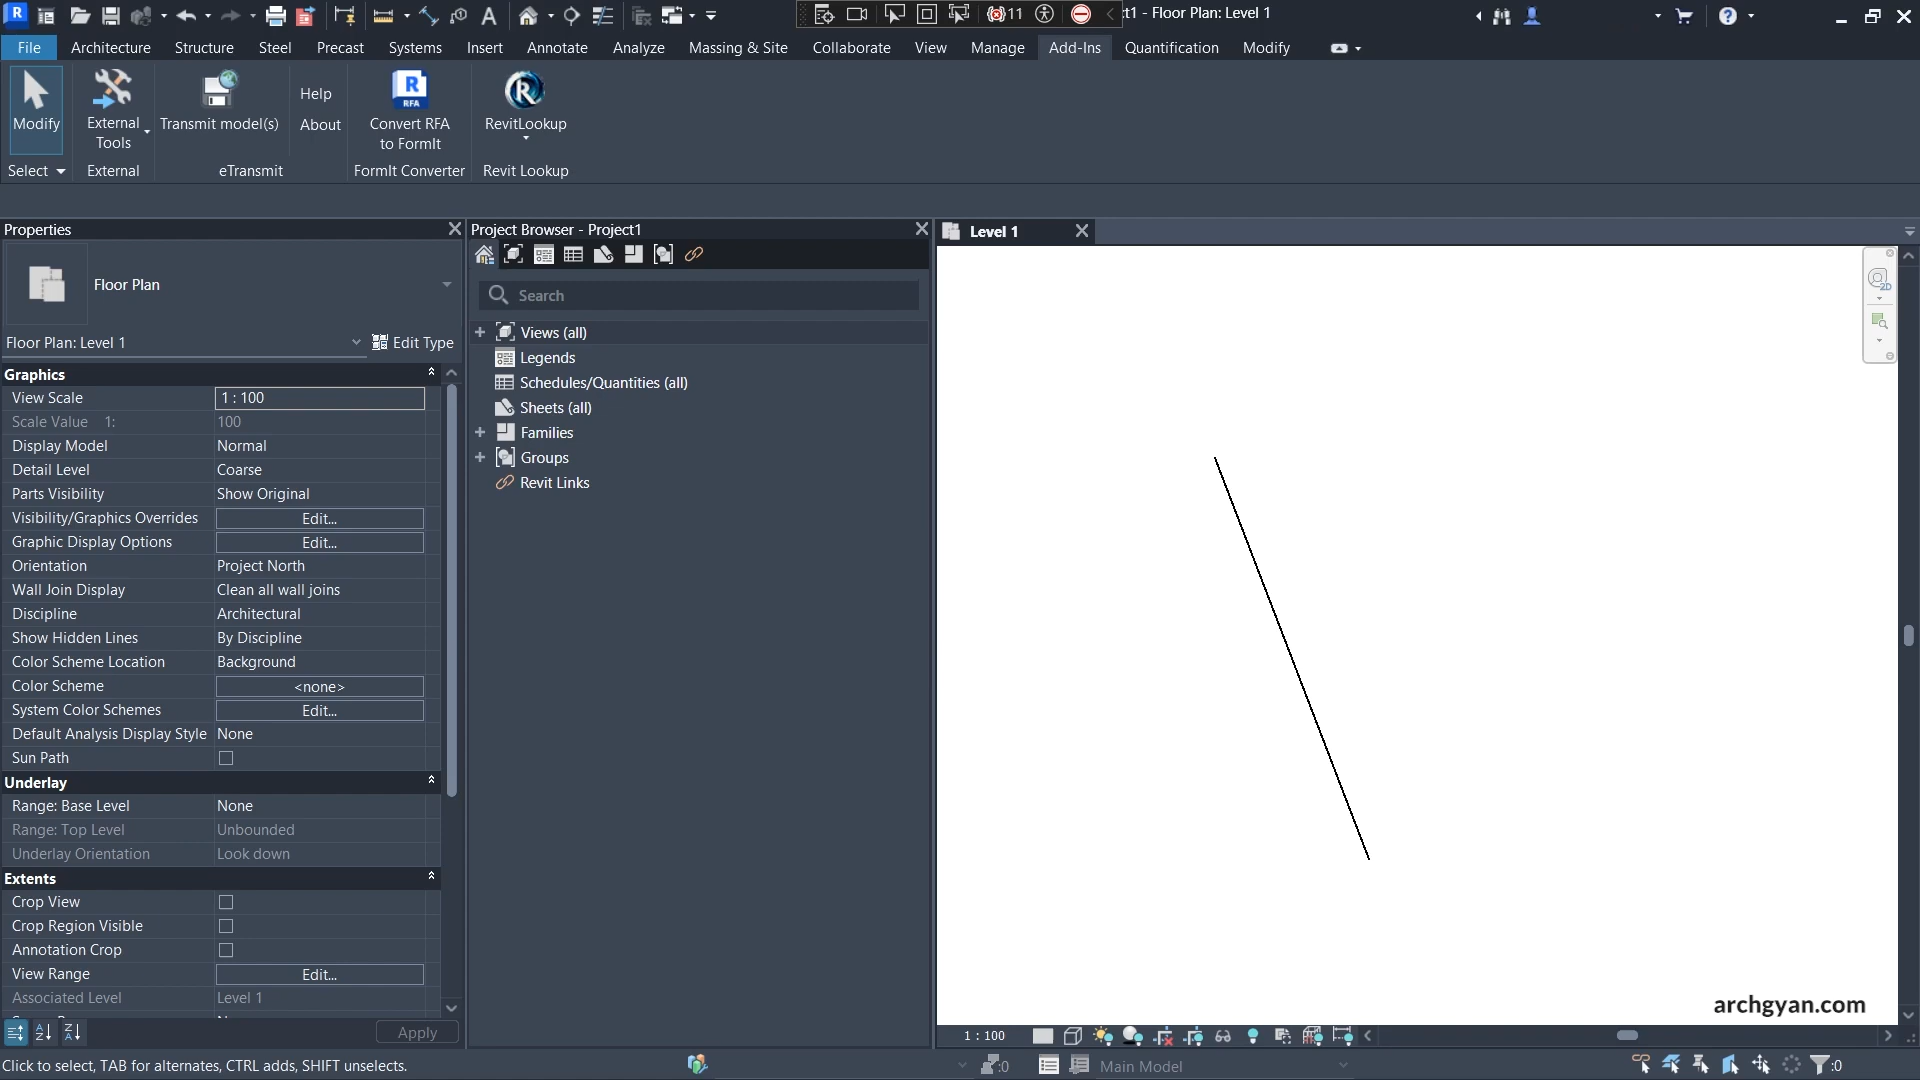 11
t1 - Floor Plan: Level 1
File Architecture Structure Steel Precast Systems Insert Annotate Analyze Massing & Site Collaborate View Manage Add-Ins Quantification Modify
Modify
External
Tools
Transmit model(s)
Help
About
Convert RFA
to FormIt
RevitLookup
Select External eTransmit FormIt Converter Revit Lookup
Properties
Floor Plan
Floor Plan: Level 1 Edit Type
Graphics
View Scale 1 : 100
Scale Value 1: 100
Display Model Normal
Detail Level Coarse
Parts Visibility Show Original
Visibility/Graphics Overrides Edit...
Graphic Display Options Edit...
Orientation Project North
Wall Join Display Clean all wall joins
Discipline Architectural
Show Hidden Lines By Discipline
Color Scheme Location Background
Color Scheme <none>
System Color Schemes Edit...
Default Analysis Display Style None
Sun Path
Underlay
Range: Base Level None
Range: Top Level Unbounded
Underlay Orientation Look down
Extents
Crop View
Crop Region Visible
Annotation Crop
View Range Edit...
Associated Level Level 1
Apply
Project Browser - Project1
Search
Views (all)
Legends
Schedules/Quantities (all)
Sheets (all)
Families
Groups
Revit Links
Level 1
2D
archgyan.com
1 : 100
Click to select, TAB for alternates, CTRL adds, SHIFT unselects. :0 Main Model :0